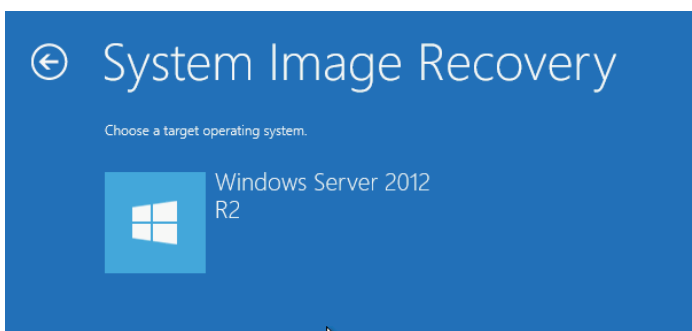 System Image Recovery
Choose a target operating system.
Windows Server 2012
R2